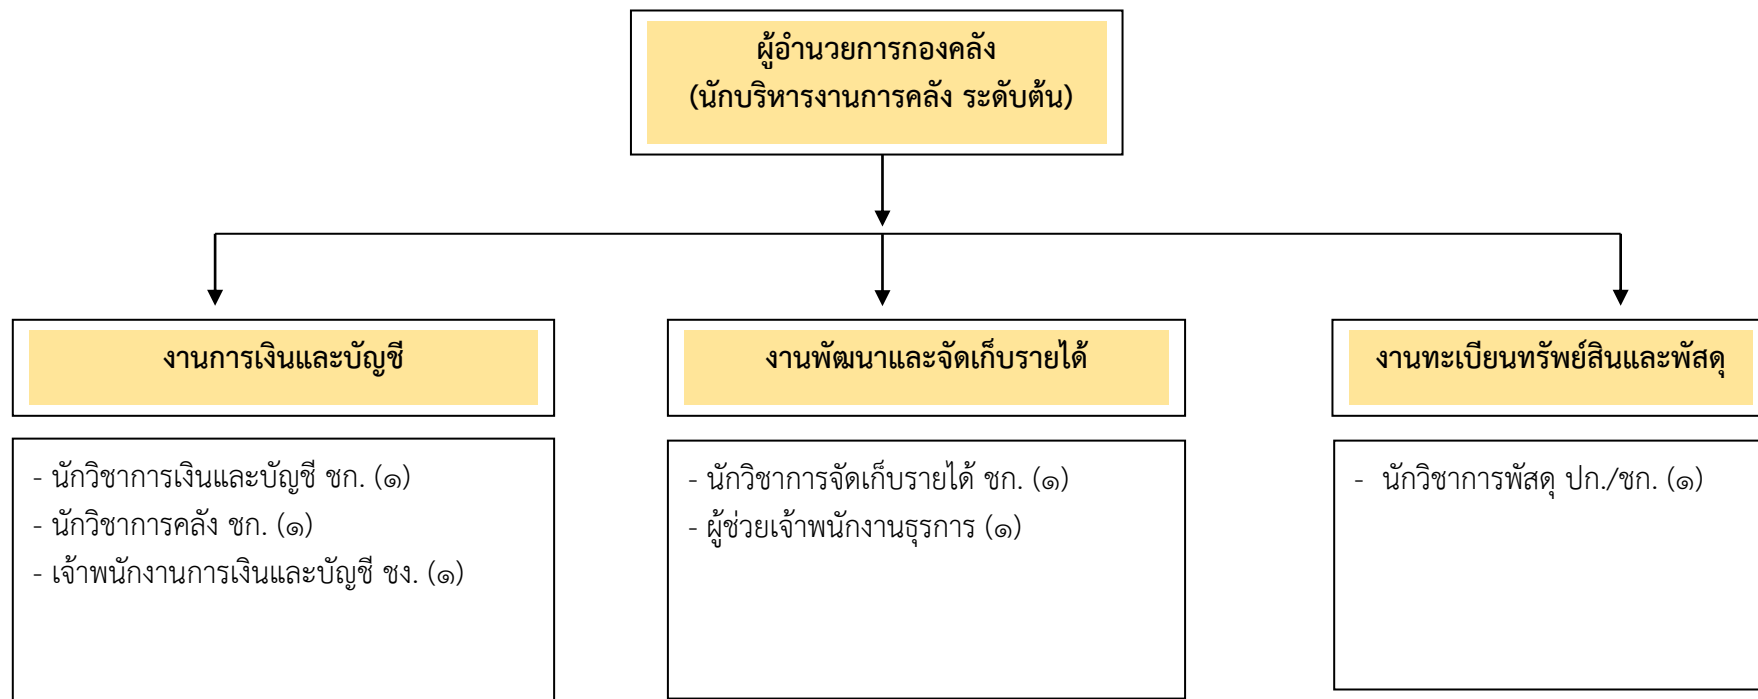 ผู้อำนวยการกองคลัง
(นักบริหารงานการคลัง ระดับต้น)
งานการเงินและบัญชี
- นักวิชาการเงินและบัญชี ชก. (๑)
- นักวิชาการคลัง ชก. (๑)
- เจ้าพนักงานการเงินและบัญชี ชง. (๑)
งานพัฒนาและจัดเก็บรายได้
- นักวิชาการจัดเก็บรายได้ ชก. (๑)
- ผู้ช่วยเจ้าพนักงานธุรการ (๑)
งานทะเบียนทรัพย์สินและพัสดุ
- นักวิชาการพัสดุ ปก./ชก. (๑)